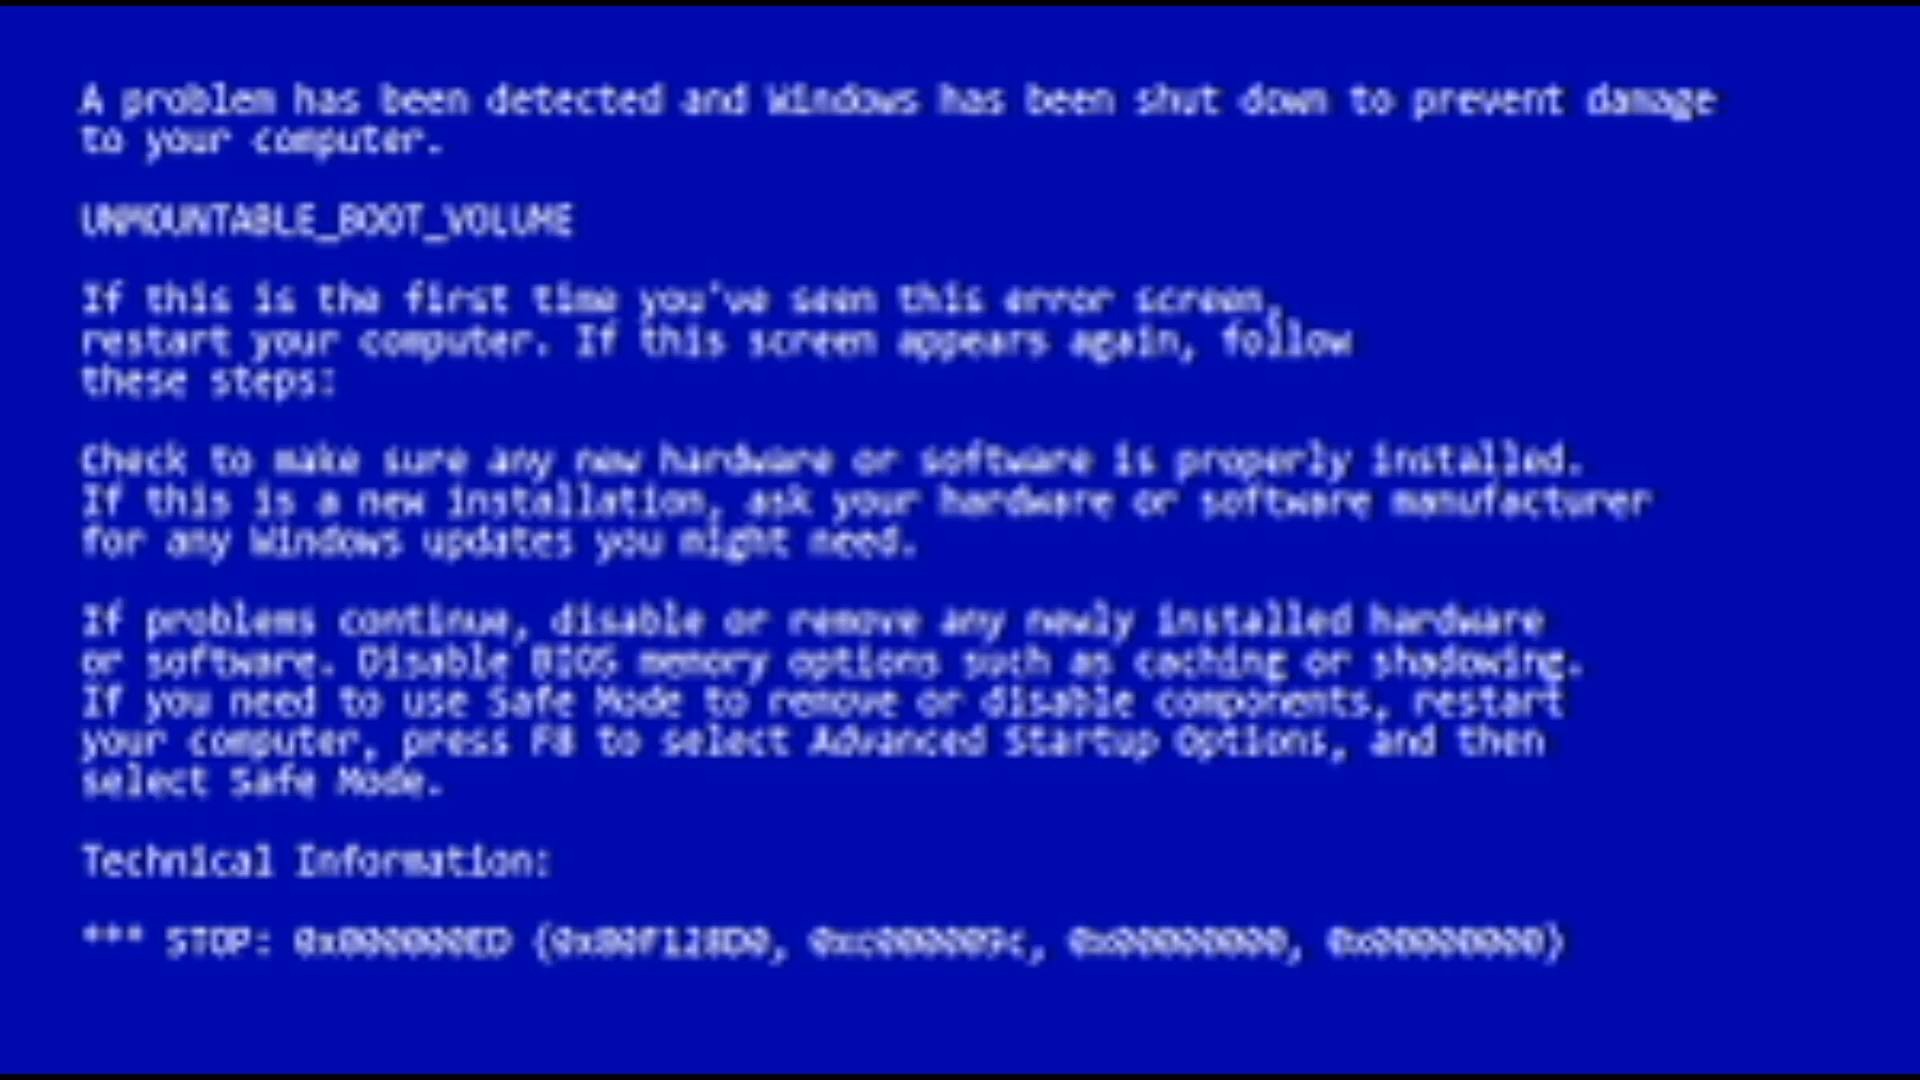 A problem has been detected and Windows has been shut down to prevent damage
to your computer.
UNMOUNTABLE_BOOT_VOLUME
If this is the first time you've seen this error screen,
restart your computer. If this screen appears again, follow
these steps:
Check to make sure any new hardware or software is properly installed.
If this is a new installation, ask your hardware or software manufacturer
for any Windows updates you might need.
If problems continue, disable or remove any newly installed hardware
or software. Disable BIOS memory options such as caching or shadowing.
If you need to use Safe Mode to remove or disable components, restart
your computer, press F8 to select Advanced Startup Options, and then
select Safe Mode.
Technical Information:
*** STOP: 0x000000ED (0x80F128D0, 0xc000009c, 0x00000000, 0x00000000)